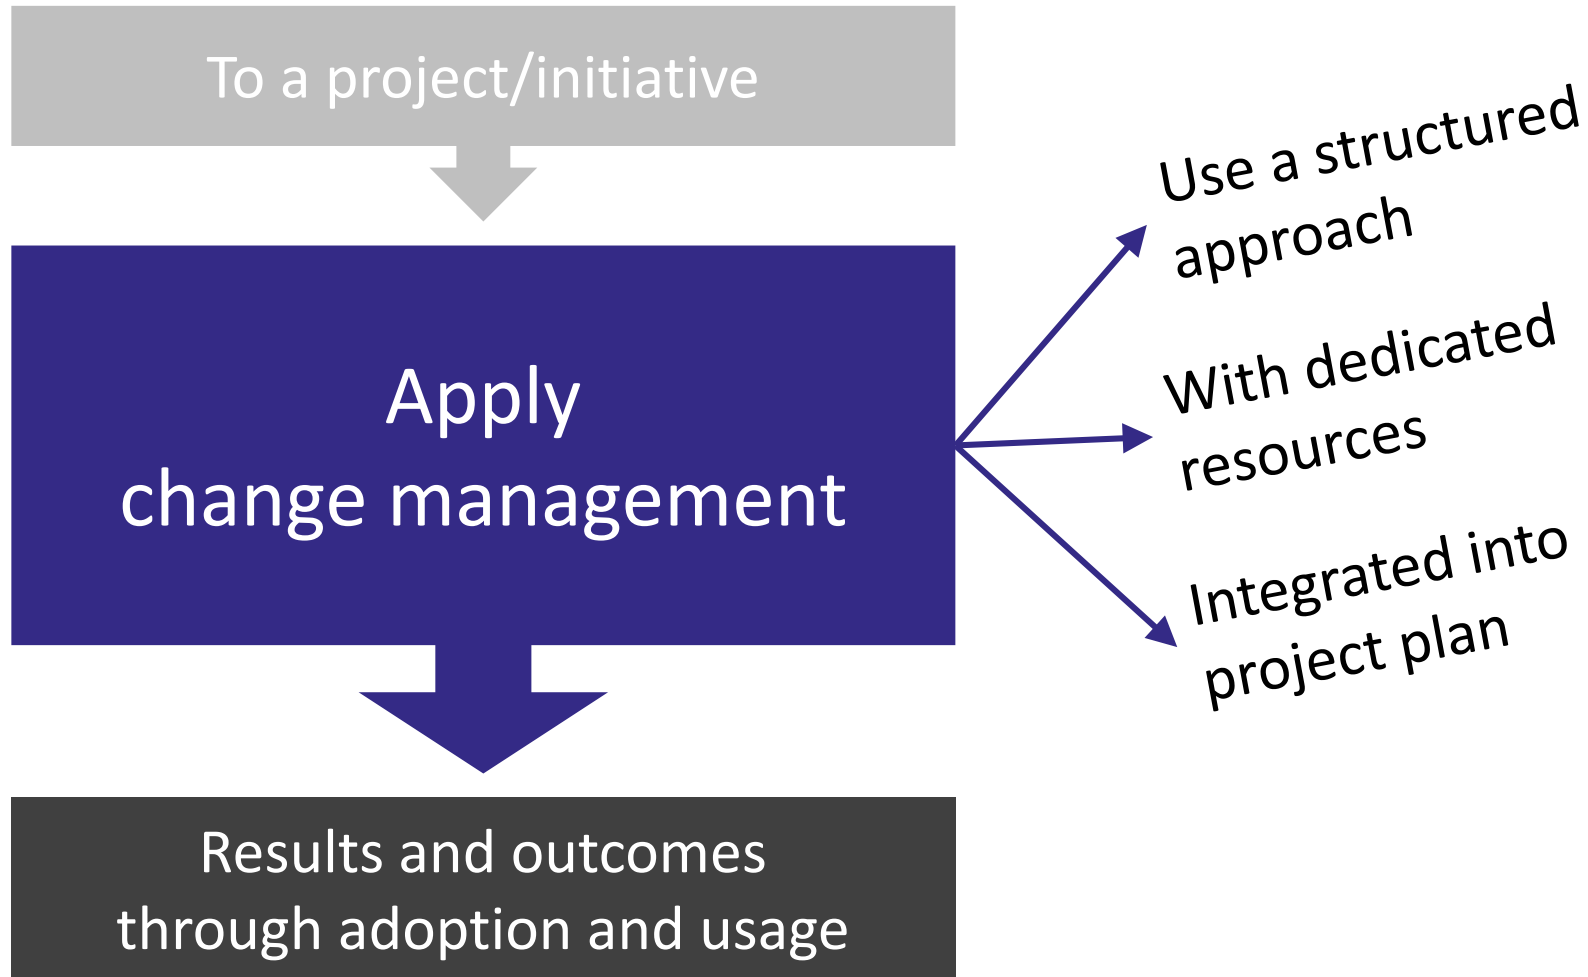 To a project/initiative
Apply
change management
Results and outcomes
through adoption and usage
Use a structured
approach
With dedicated
resources
Integrated into
project plan